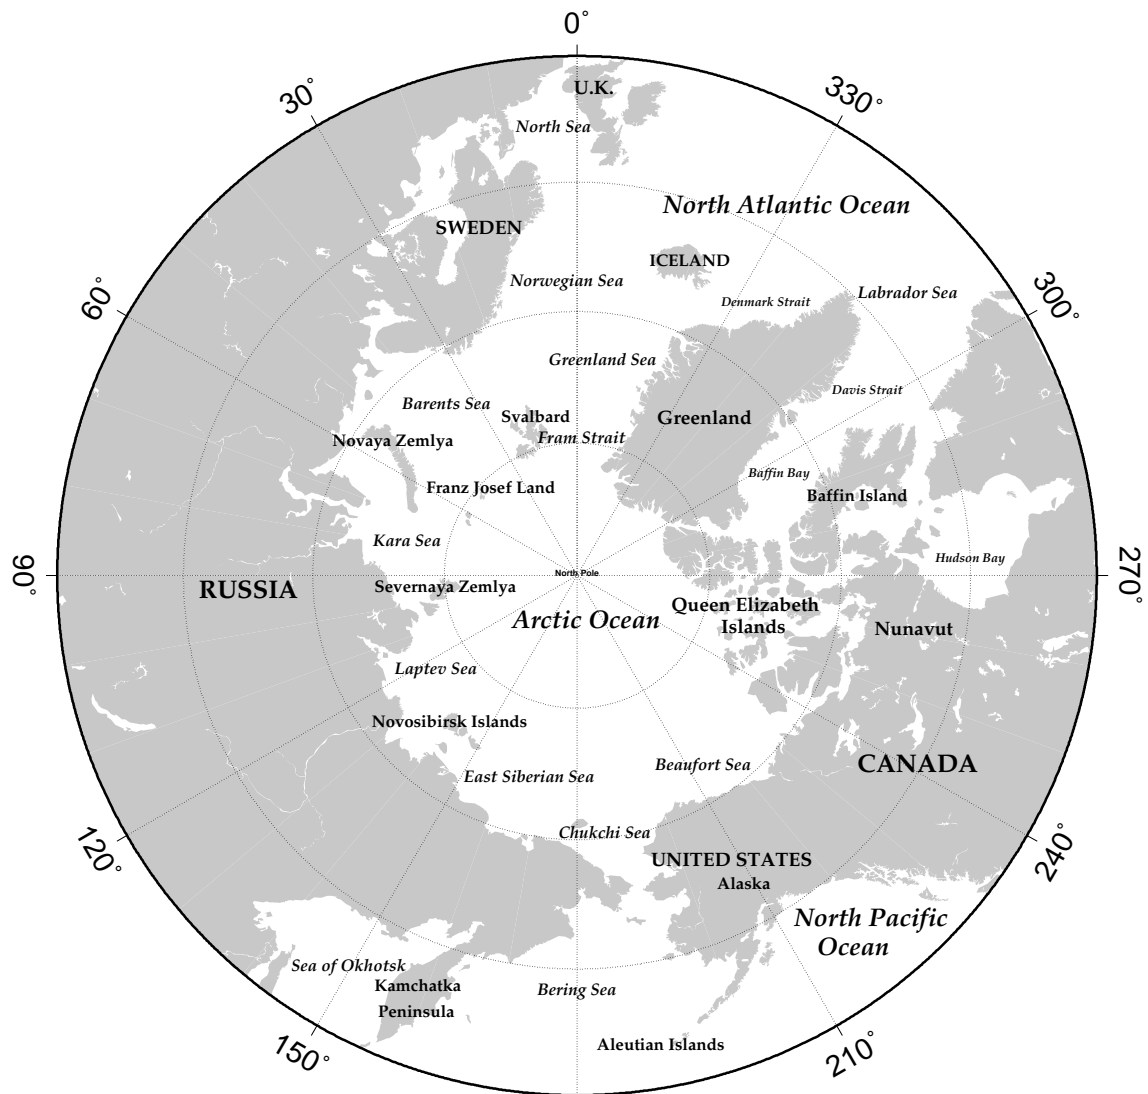 0°
30°
330°
U.K.
North Sea
North Atlantic Ocean
SWEDEN
ICELAND
Norwegian Sea
Labrador Sea
Denmark Strait
60°
300°
Greenland Sea
Davis Strait
Barents Sea
Svalbard
Greenland
Fram Strait
Novaya Zemlya
Baffin Bay
Franz Josef Land
Baffin Island
Kara Sea
Hudson Bay
90°
North Pole
270°
RUSSIA
Severnaya Zemlya
Arctic Ocean
Queen Elizabeth
Islands
Nunavut
Laptev Sea
Novosibirsk Islands
Beaufort Sea
CANADA
East Siberian Sea
Chukchi Sea
120°
240°
UNITED STATES
Alaska
North Pacific
Ocean
Sea of Okhotsk
Kamchatka
Peninsula
Bering Sea
Aleutian Islands
150°
210°